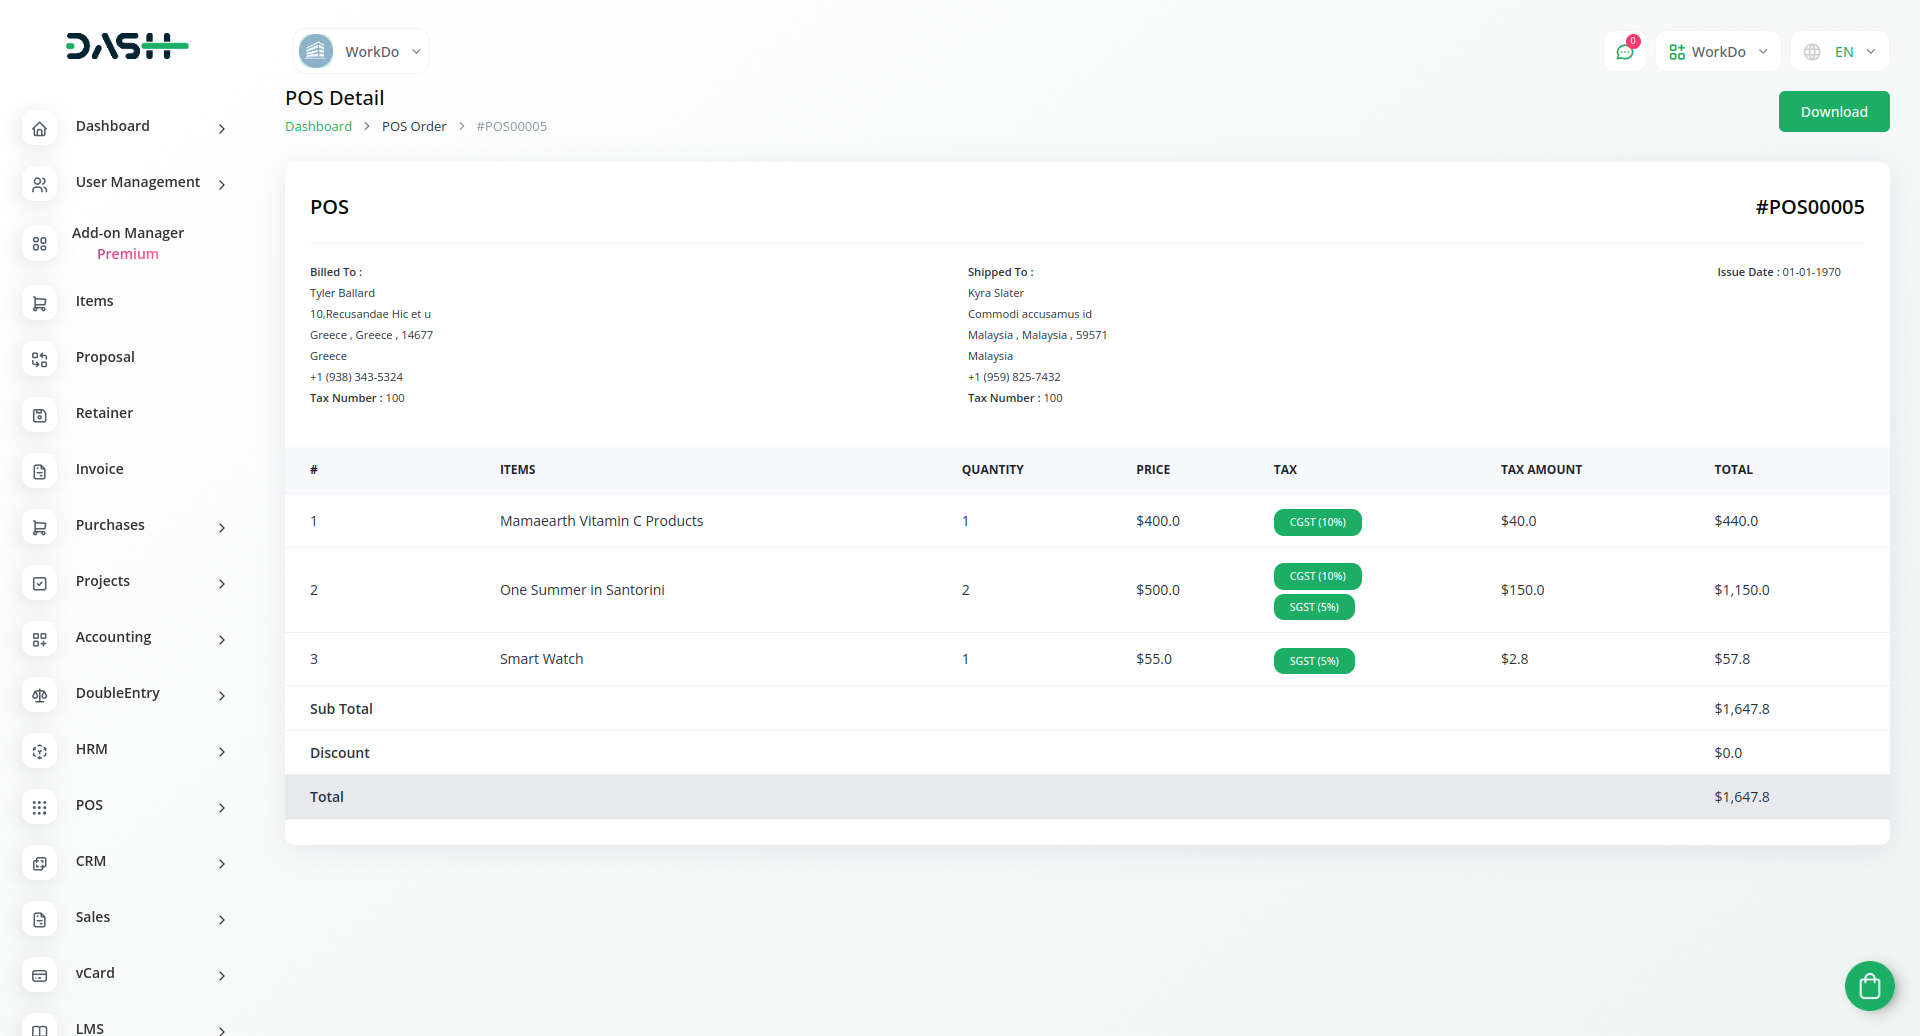 DASH
WorkDo
0
WorkDo
EN
POS Detail
Dashboard > POS Order > #POS00005
Download
Dashboard
User Management
Add-on Manager
Premium
Items
Proposal
Retainer
Invoice
Purchases
Projects
Accounting
DoubleEntry
HRM
POS
CRM
Sales
vCard
LMS
POS
#POS00005
Billed To :
Tyler Ballard
10,Recusandae Hic et u
Greece , Greece , 14677
Greece
+1 (938) 343-5324
Tax Number : 100
Shipped To :
Kyra Slater
Commodi accusamus id
Malaysia , Malaysia , 59571
Malaysia
+1 (959) 825-7432
Tax Number : 100
Issue Date : 01-01-1970
# ITEMS QUANTITY PRICE TAX TAX AMOUNT TOTAL
1 Mamaearth Vitamin C Products 1 $400.0 CGST (10%) $40.0 $440.0
2 One Summer in Santorini 2 $500.0 CGST (10%) $150.0 $1,150.0
SGST (5%)
3 Smart Watch 1 $55.0 SGST (5%) $2.8 $57.8
Sub Total $1,647.8
Discount $0.0
Total $1,647.8